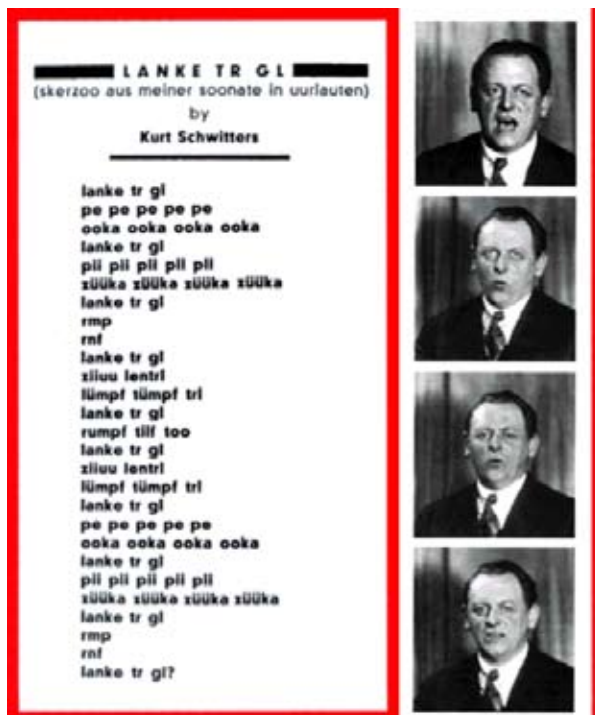 LANKE TR GL
(skerzoo aus meiner soonate in uurlauten)
by
Kurt Schwitters
lanke tr gl
pe pe pe pe pe
ooka ooka ooka ooka
lanke tr gl
pii pii pii pii pii
züüka züüka züüka züüka
lanke tr gl
rmp
rnf
lanke tr gl
ziiuu lentrl
lümpf tümpf trl
lanke tr gl
rumpf tilf too
lanke tr gl
ziiuu lentrl
lümpf tümpf trl
lanke tr gl
pe pe pe pe pe
ooka ooka ooka ooka
lanke tr gl
pii pii pii pii pii
züüka züüka züüka züüka
lanke tr gl
rmp
rnf
lanke tr gl?